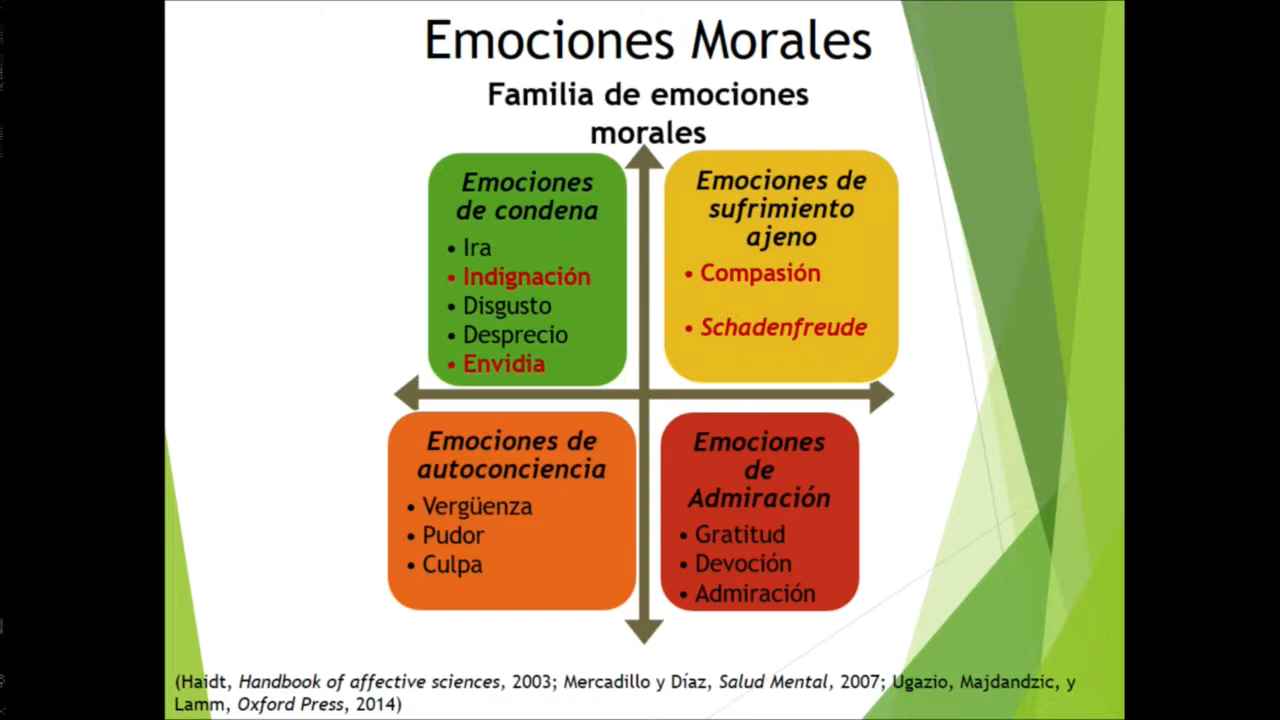 Emociones Morales
Familia de emociones
morales
Emociones
de condena
• Ira
• Indignación
• Disgusto
• Desprecio
• Envidia
Emociones de
sufrimiento
ajeno
• Compasión
• Schadenfreude
Emociones de
autoconciencia
• Vergüenza
• Pudor
• Culpa
Emociones
de
Admiración
• Gratitud
• Devoción
• Admiración
(Haidt, Handbook of affective sciences, 2003; Mercadillo y Díaz, Salud Mental, 2007; Ugazio, Majdandzic, y
Lamm, Oxford Press, 2014)